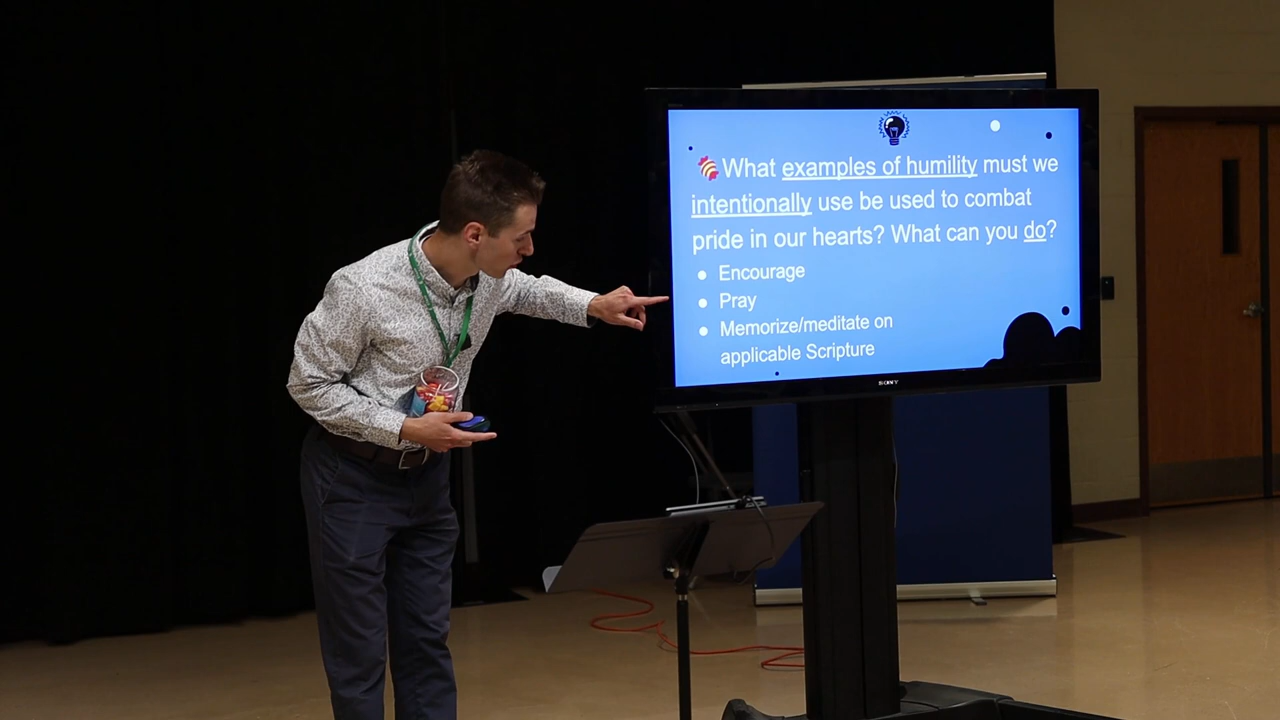 What examples of humility must we
intentionally use be used to combat
pride in our hearts? What can you do?
● Encourage
● Pray
● Memorize/meditate on
applicable Scripture
SONY